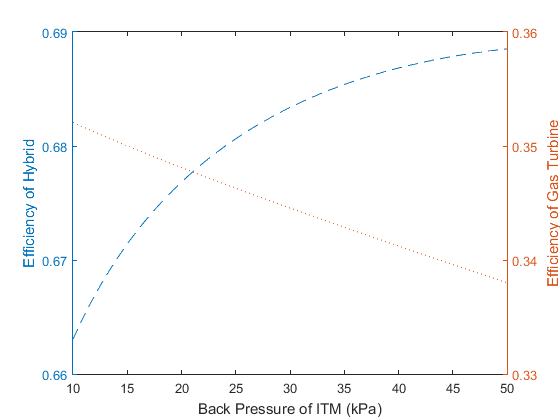 0.69
0.68
0.67
0.66
Efficiency of Hybrid
0.36
0.35
0.34
0.33
Efficiency of Gas Turbine
10 15 20 25 30 35 40 45 50
Back Pressure of ITM (kPa)